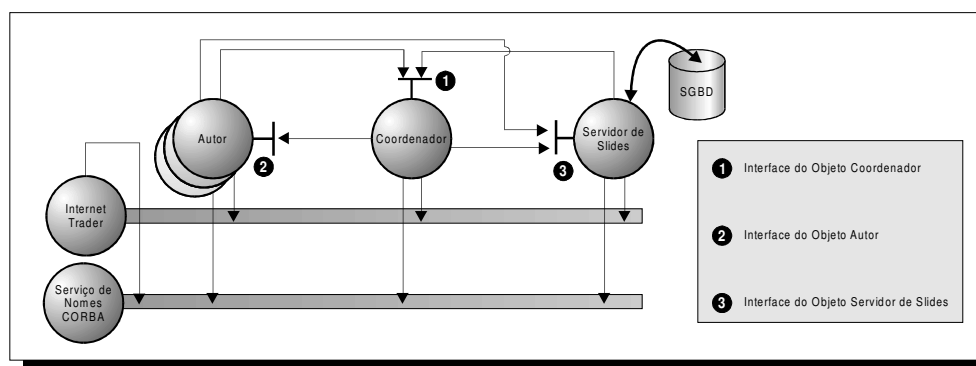 SGBD
1
Autor
Coordenador
Servidor de
Slides
2
3
Internet
Trader
Serviço de
Nomes
CORBA
1 Interface do Objeto Coordenador
2 Interface do Objeto Autor
3 Interface do Objeto Servidor de Slides